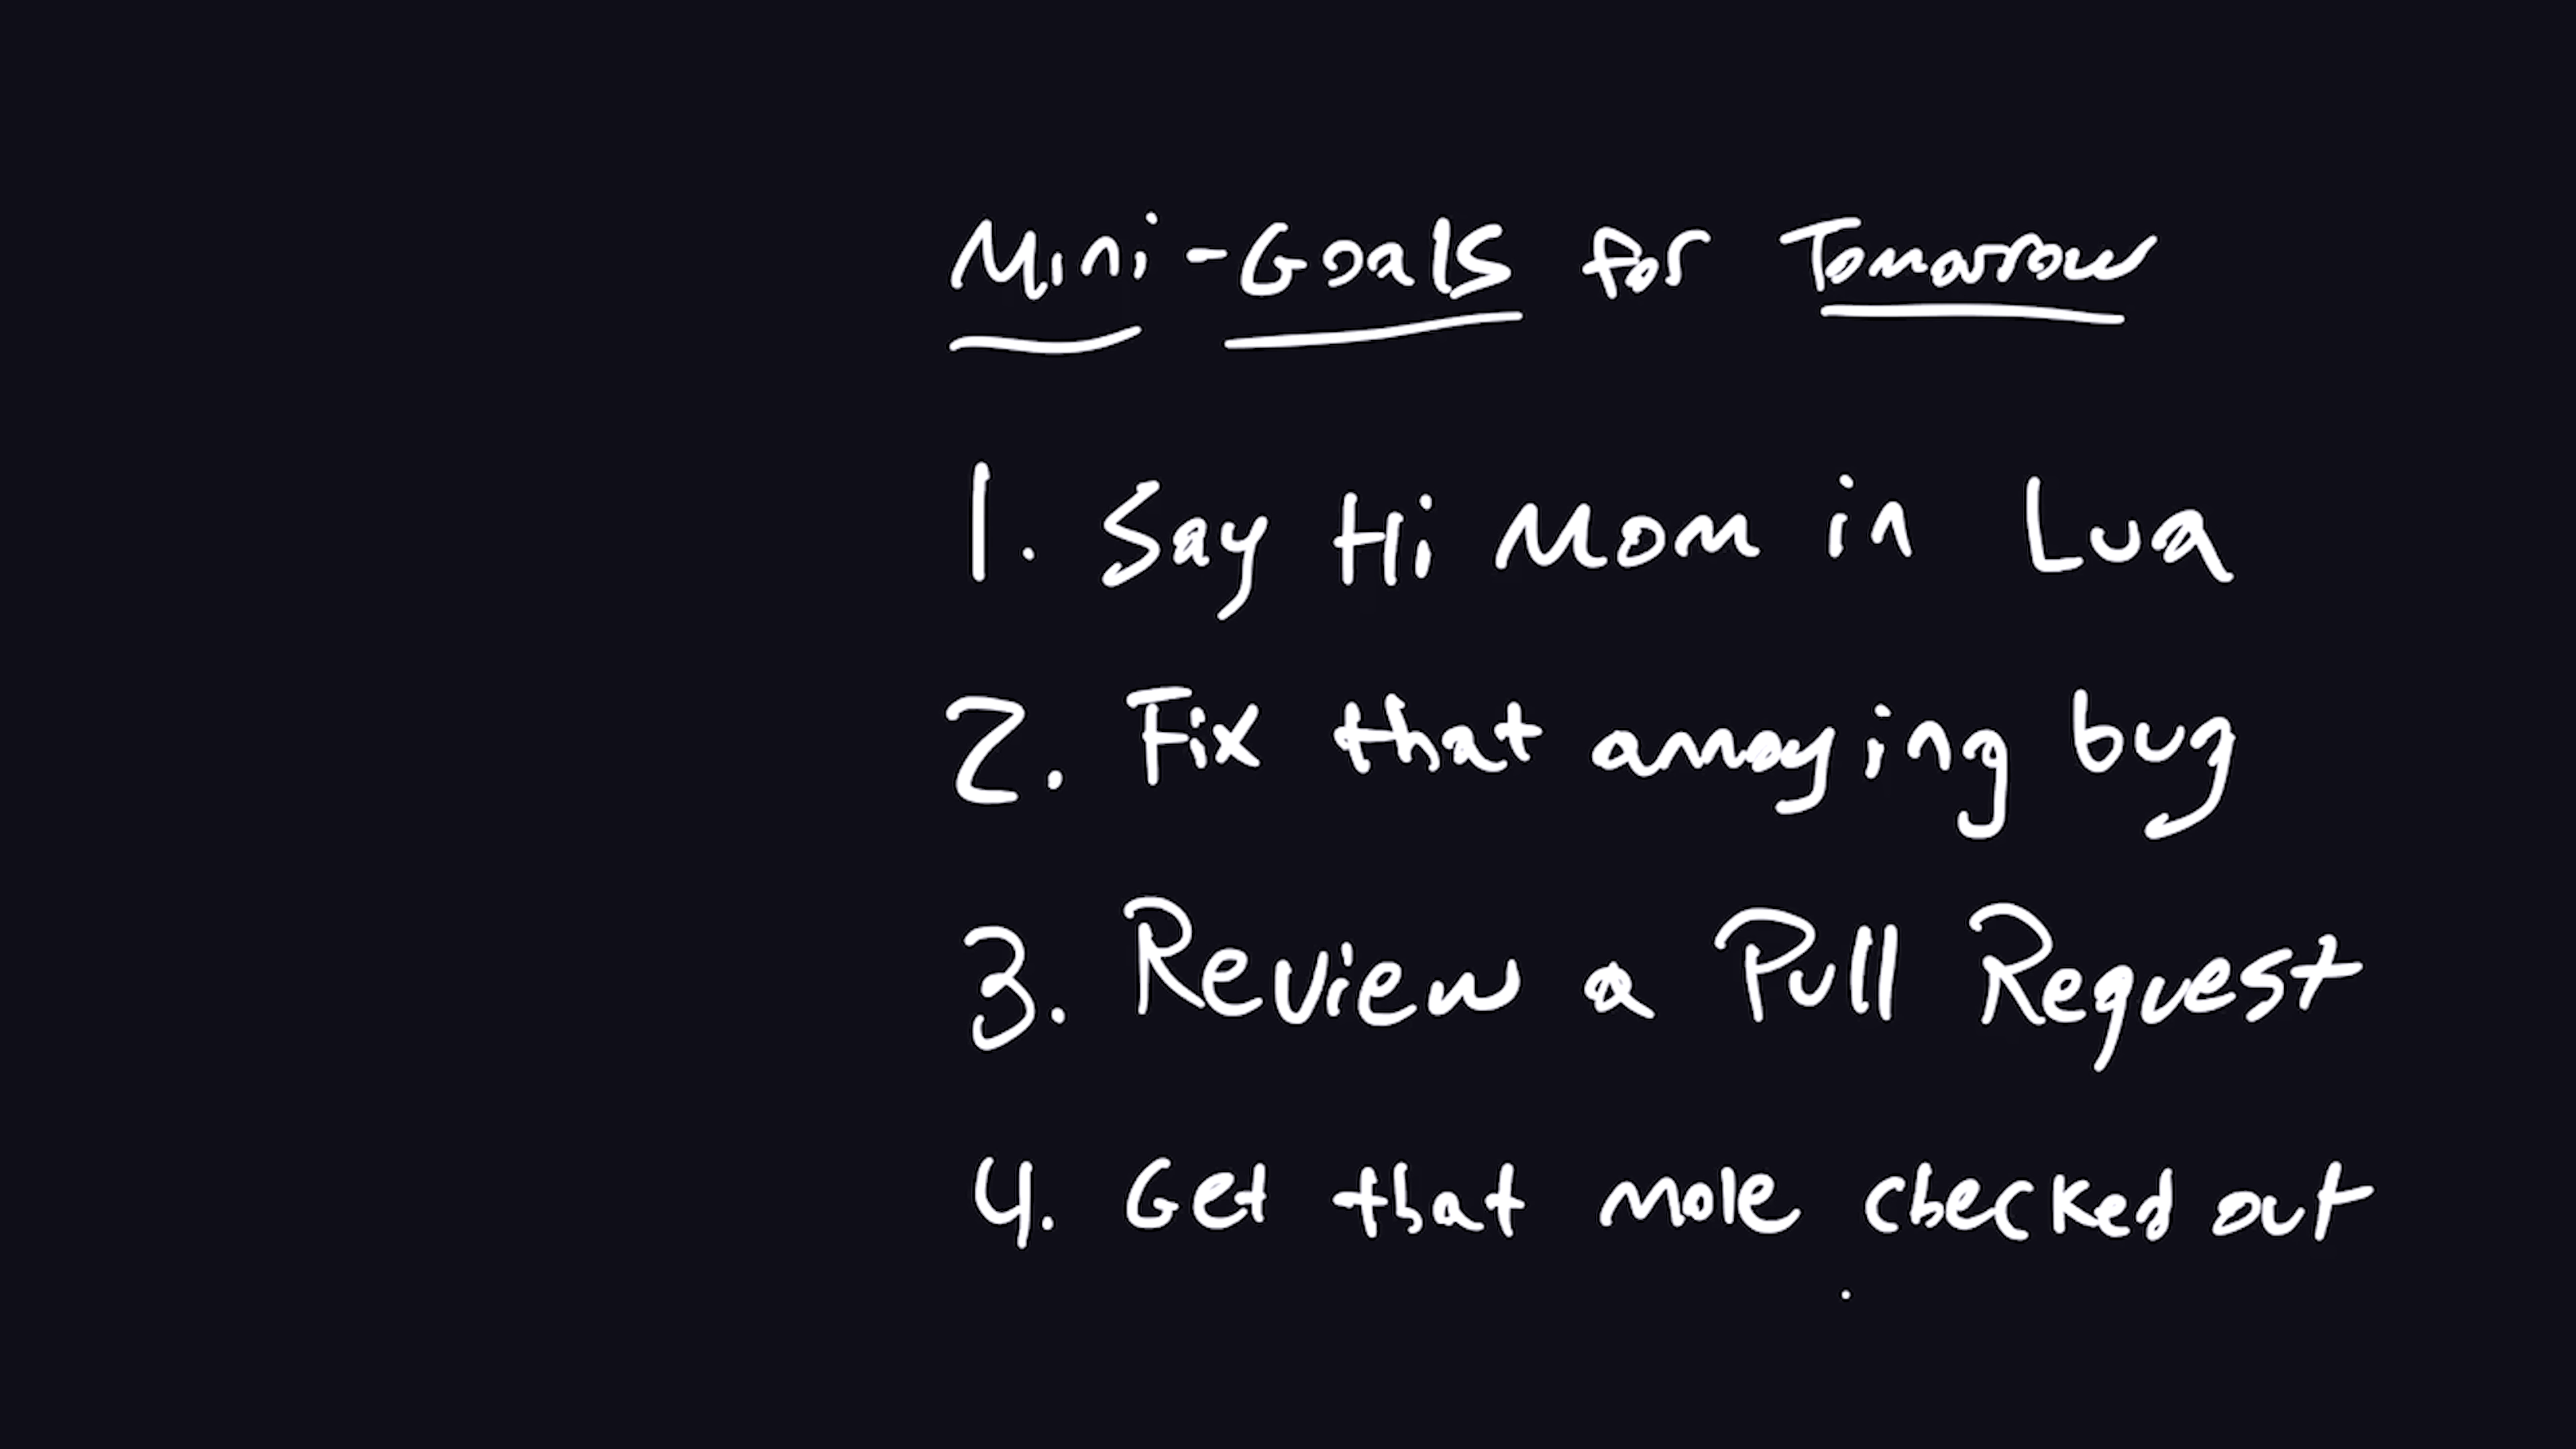 Mini-Goals for Tomorrow
1. Say Hi Mom in Lua
2. Fix that annoying bug
3. Review a Pull Request
4. Get that mole checked out